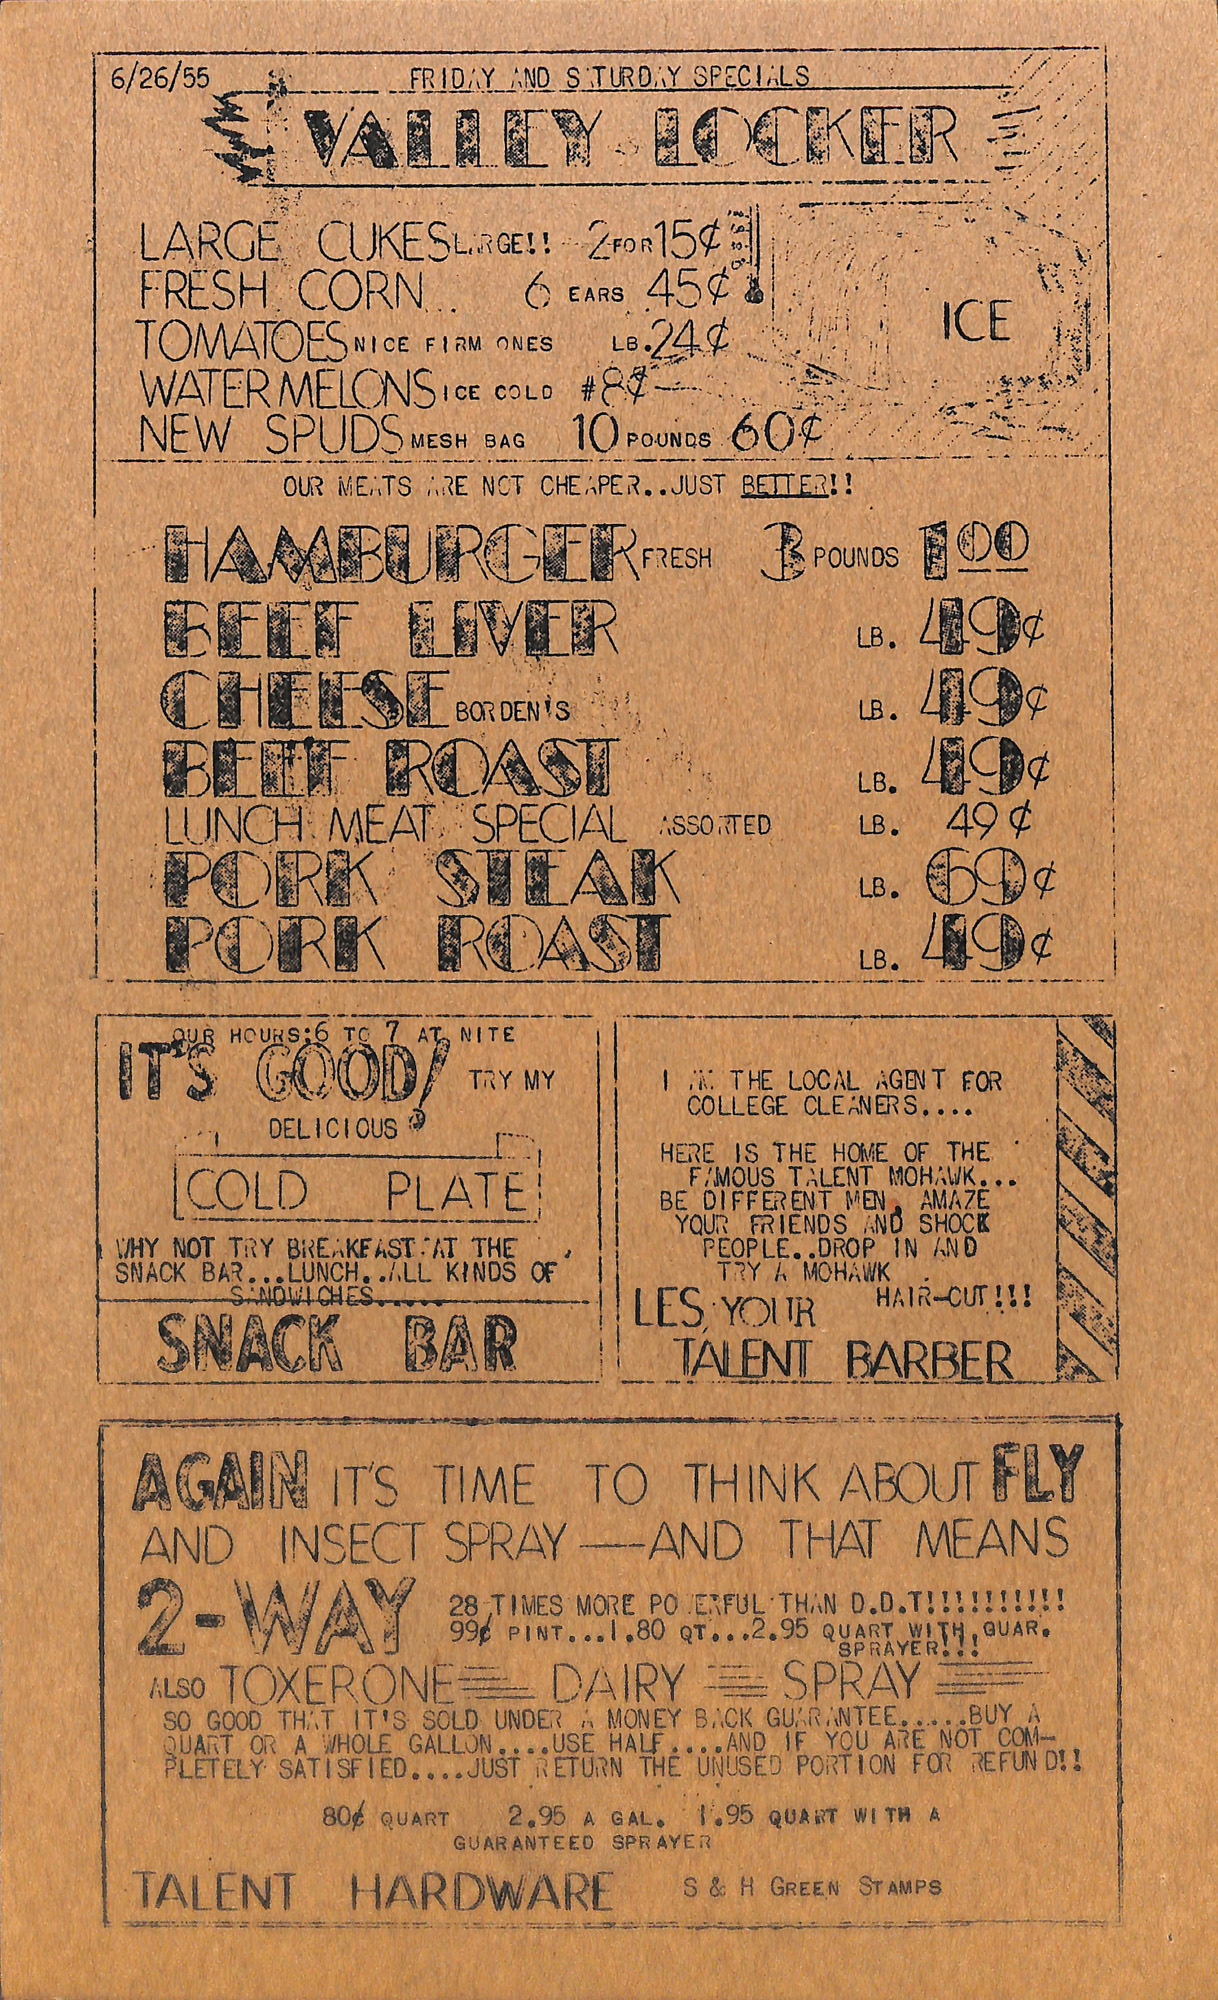 6/26/55 FRIDAY AND SATURDAY SPECIALS
VALLEY LOCKER
LARGE CUKES LARGE!! 2 FOR 15¢
FRESH CORN... 6 EARS 45¢
TOMATOES NICE FIRM ONES LB. 24¢
WATERMELONS ICE COLD #8¢
NEW SPUDS MESH BAG 10 POUNDS 60¢
ICE
OUR MEATS ARE NOT CHEAPER..JUST BETTER!!
HAMBURGER FRESH 3 POUNDS 1.00
BEEF LIVER LB. 49¢
CHEESE BORDEN'S LB. 49¢
BEEF ROAST LB. 49¢
LUNCH MEAT SPECIAL ASSORTED LB. 49¢
PORK STEAK LB. 69¢
PORK ROAST LB. 49¢
OUR HOURS:6 TO 7 AT NITE
IT'S GOOD! TRY MY
DELICIOUS
COLD PLATE
WHY NOT TRY BREAKFAST AT THE
SNACK BAR...LUNCH..ALL KINDS OF
SANDWICHES......
SNACK BAR
I AM THE LOCAL AGENT FOR
COLLEGE CLEANERS....
HERE IS THE HOME OF THE
FAMOUS TALENT MOHAWK...
BE DIFFERENT MEN, AMAZE
YOUR FRIENDS AND SHOCK
PEOPLE..DROP IN AND
TRY A MOHAWK
HAIR-CUT!!!
LES, YOUR
TALENT BARBER
AGAIN IT'S TIME TO THINK ABOUT FLY
AND INSECT SPRAY—AND THAT MEANS
2-WAY 28 TIMES MORE POWERFUL THAN D.D.T!!!!!!!!!!!
99¢ PINT...1.80 QT...2.95 QUART WITH GUAR.
SPRAYER!!!
ALSO TOXERONE DAIRY SPRAY
SO GOOD THAT IT'S SOLD UNDER A MONEY BACK GUARANTEE......BUY A
QUART OR A WHOLE GALLON....USE HALF....AND IF YOU ARE NOT COM-
PLETELY SATISFIED....JUST RETURN THE UNUSED PORTION FOR REFUND!!
80¢ QUART 2.95 A GAL. 1.95 QUART WITH A
GUARANTEED SPRAYER
TALENT HARDWARE S & H GREEN STAMPS